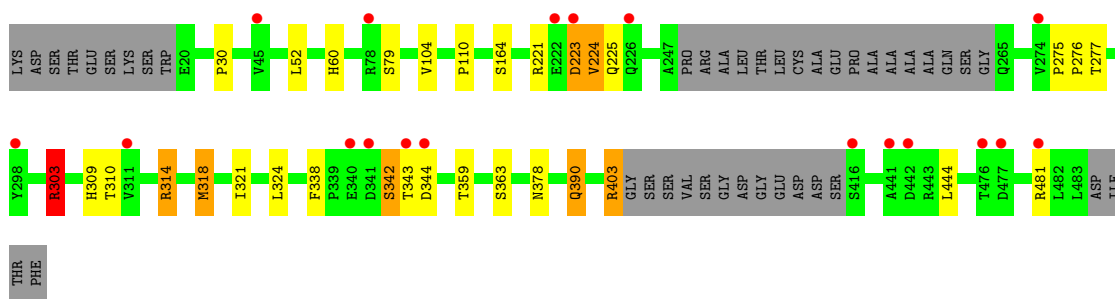 LYS ASP SER THR GLU SER LYS SER TRP E20 P30 V45 L52 H60 R78 S79 V104 P110 S164 R221 E222 D223 V224 Q225 Q226 A247 PRO ARG ALA LEU THR LEU CYS ALA GLU PRO ALA ALA ALA ALA GLN SER GLY Q265 V274 P275 P276 T277
Y298 R303 H309 T310 V311 R314 M318 I321 L324 F338 P339 E340 D341 S342 T343 D344 T359 S363 N378 Q390 R403 GLY SER SER VAL SER GLY ASP GLY GLU ASP ASP SER S416 A441 D442 R443 L444 T476 D477 R481 L482 L483 ASP ILE
THR PHE